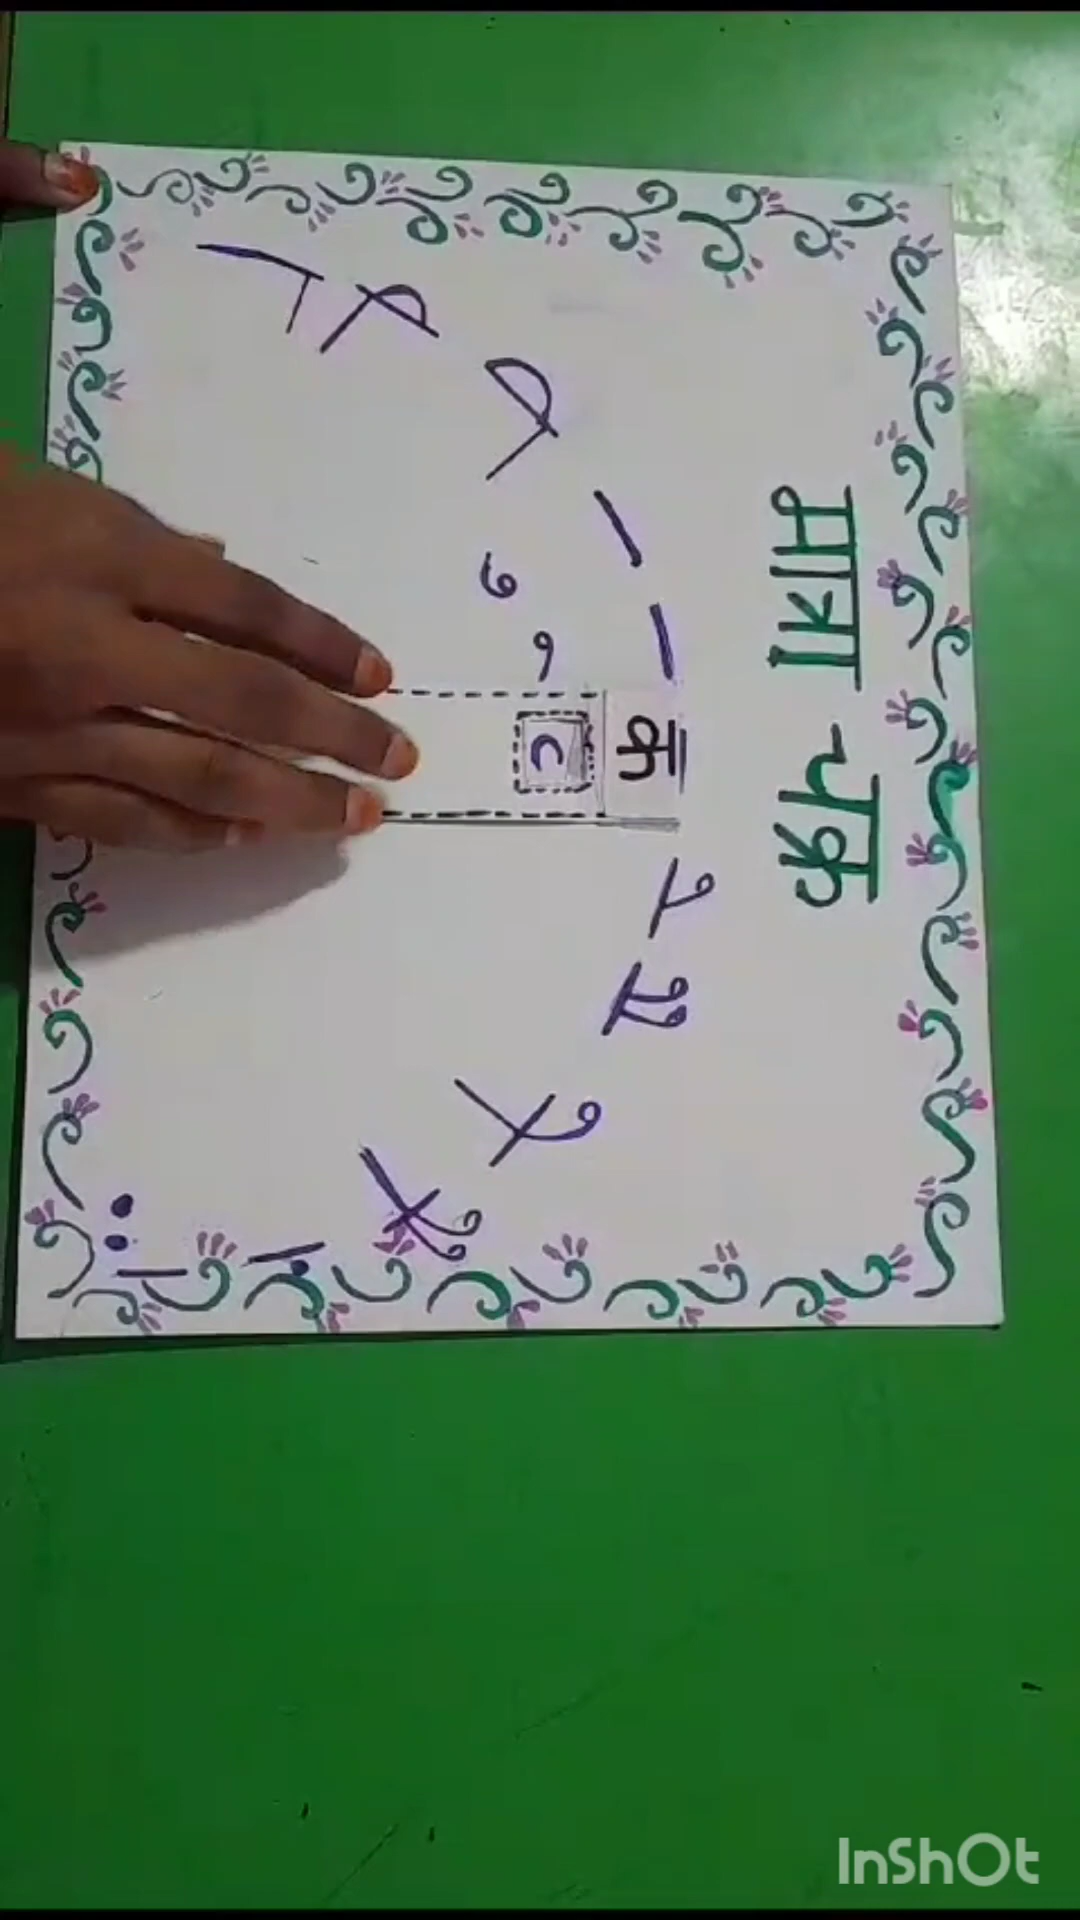 मात्रा चक्र
ा ि ी ु ू क ृ े ै ो ौ ं ः
InShOt